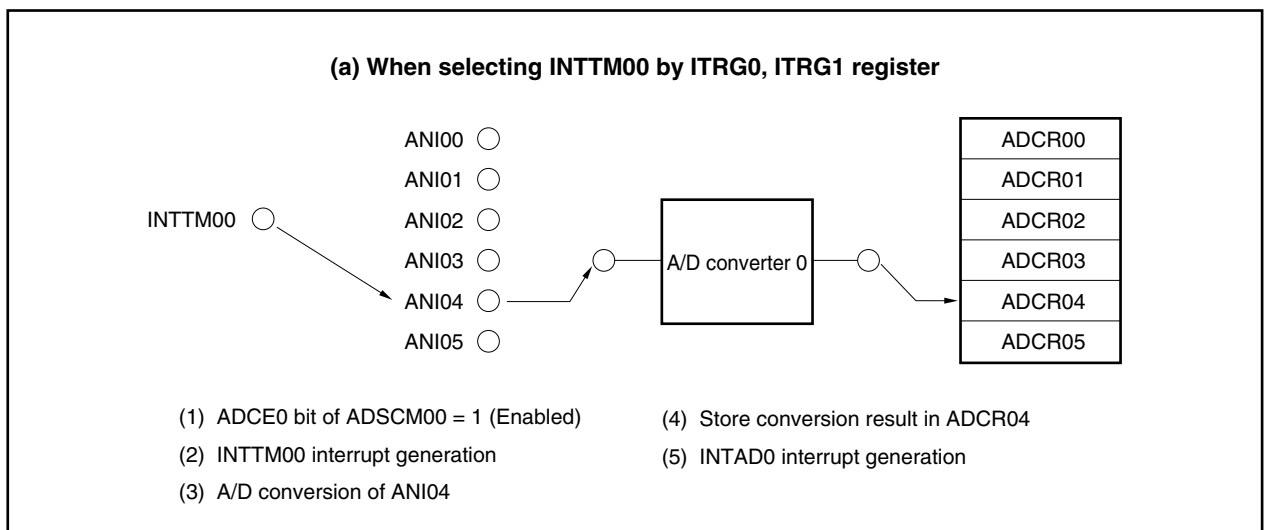 (a) When selecting INTTM00 by ITRG0, ITRG1 register
ANI00
ANI01
ANI02
ANI03
ANI04
ANI05
INTTM00
A/D converter 0
ADCR00
ADCR01
ADCR02
ADCR03
ADCR04
ADCR05
(1) ADCE0 bit of ADSCM00 = 1 (Enabled)
(2) INTTM00 interrupt generation
(3) A/D conversion of ANI04
(4) Store conversion result in ADCR04
(5) INTAD0 interrupt generation